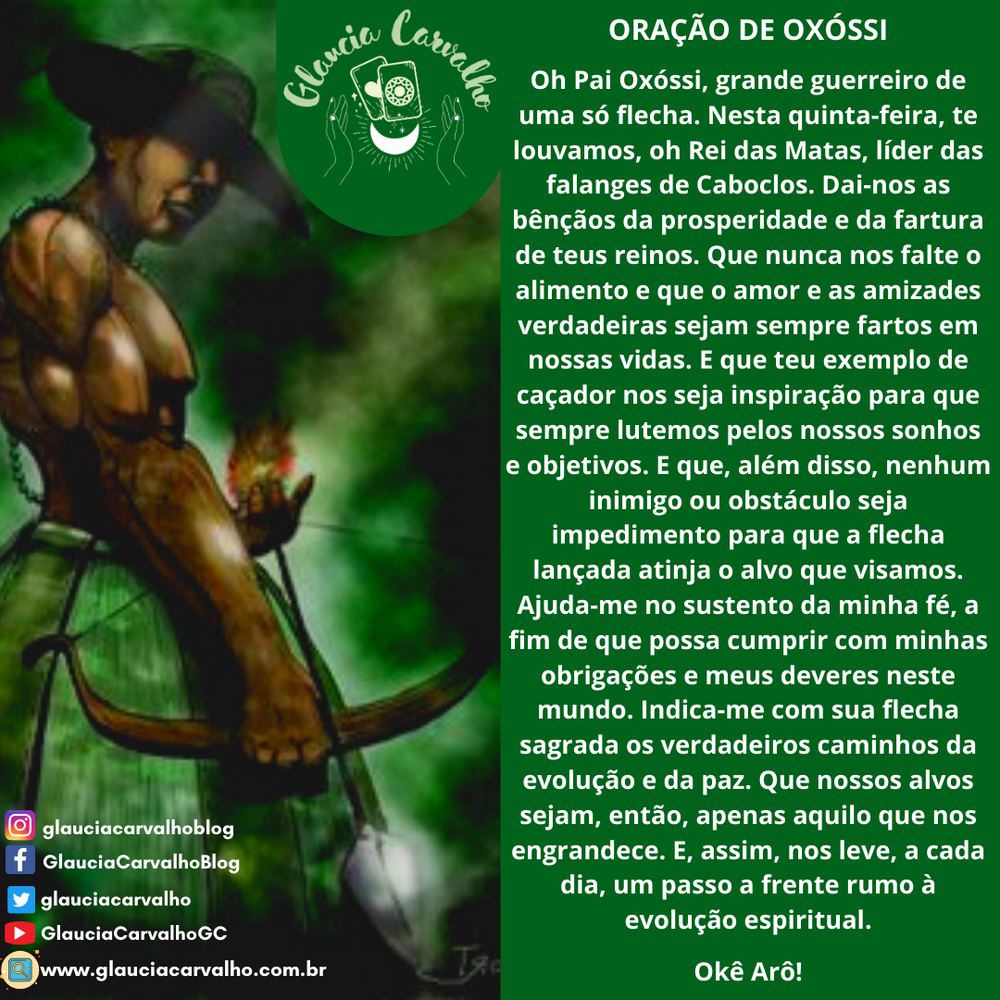 Glaucia Carvalho
ORAÇÃO DE OXÓSSI
Oh Pai Oxóssi, grande guerreiro de
uma só flecha. Nesta quinta-feira, te
louvamos, oh Rei das Matas, líder das
falanges de Caboclos. Dai-nos as
bênçãos da prosperidade e da fartura
de teus reinos. Que nunca nos falte o
alimento e que o amor e as amizades
verdadeiras sejam sempre fartos em
nossas vidas. E que teu exemplo de
caçador nos seja inspiração para que
sempre lutemos pelos nossos sonhos
e objetivos. E que, além disso, nenhum
inimigo ou obstáculo seja
impedimento para que a flecha
lançada atinja o alvo que visamos.
Ajuda-me no sustento da minha fé, a
fim de que possa cumprir com minhas
obrigações e meus deveres neste
mundo. Indica-me com sua flecha
sagrada os verdadeiros caminhos da
evolução e da paz. Que nossos alvos
sejam, então, apenas aquilo que nos
engrandece. E, assim, nos leve, a cada
dia, um passo a frente rumo à
evolução espiritual.
Okê Arô!
glauciacarvalhoblog
GlauciaCarvalhoBlog
glauciacarvalho
GlauciaCarvalhoGC
www.glauciacarvalho.com.br